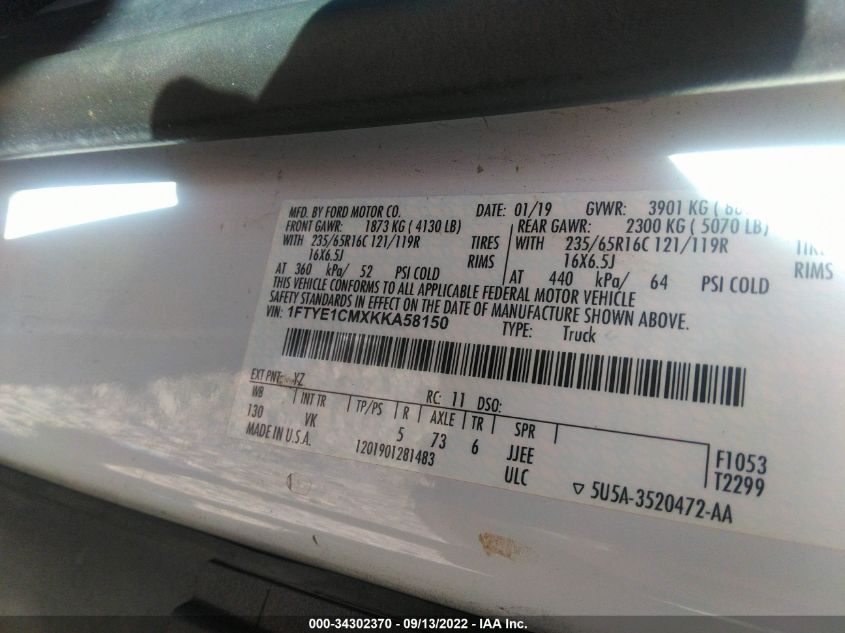 MFD. BY FORD MOTOR CO. DATE: 01/19 GVWR: 3901 KG (
FRONT GAWR: 1873 KG ( 4130 LB) REAR GAWR: 2300 KG ( 5070 LB)
WITH 235/65R16C 121/119R TIRES WITH 235/65R16C 121/119R
16X6.5J RIMS 16X6.5J RIMS
AT 360 kPa/ 52 PSI COLD AT 440 kPa/ 64 PSI COLD
THIS VEHICLE CONFORMS TO ALL APPLICABLE FEDERAL MOTOR VEHICLE
SAFETY STANDARDS IN EFFECT ON THE DATE OF MANUFACTURE SHOWN ABOVE.
VIN: 1FTYE1CMXKKA58150 TYPE: Truck
EXT PNT: YZ RC: 11 DSO:
WB INT TR TP/PS R AXLE TR SPR
130 VK 5 73 6 JJEE F1053
MADE IN U.S.A. 1201901281483 ULC T2299
▽ 5U5A-3520472-AA
000-34302370 - 09/13/2022 - IAA Inc.